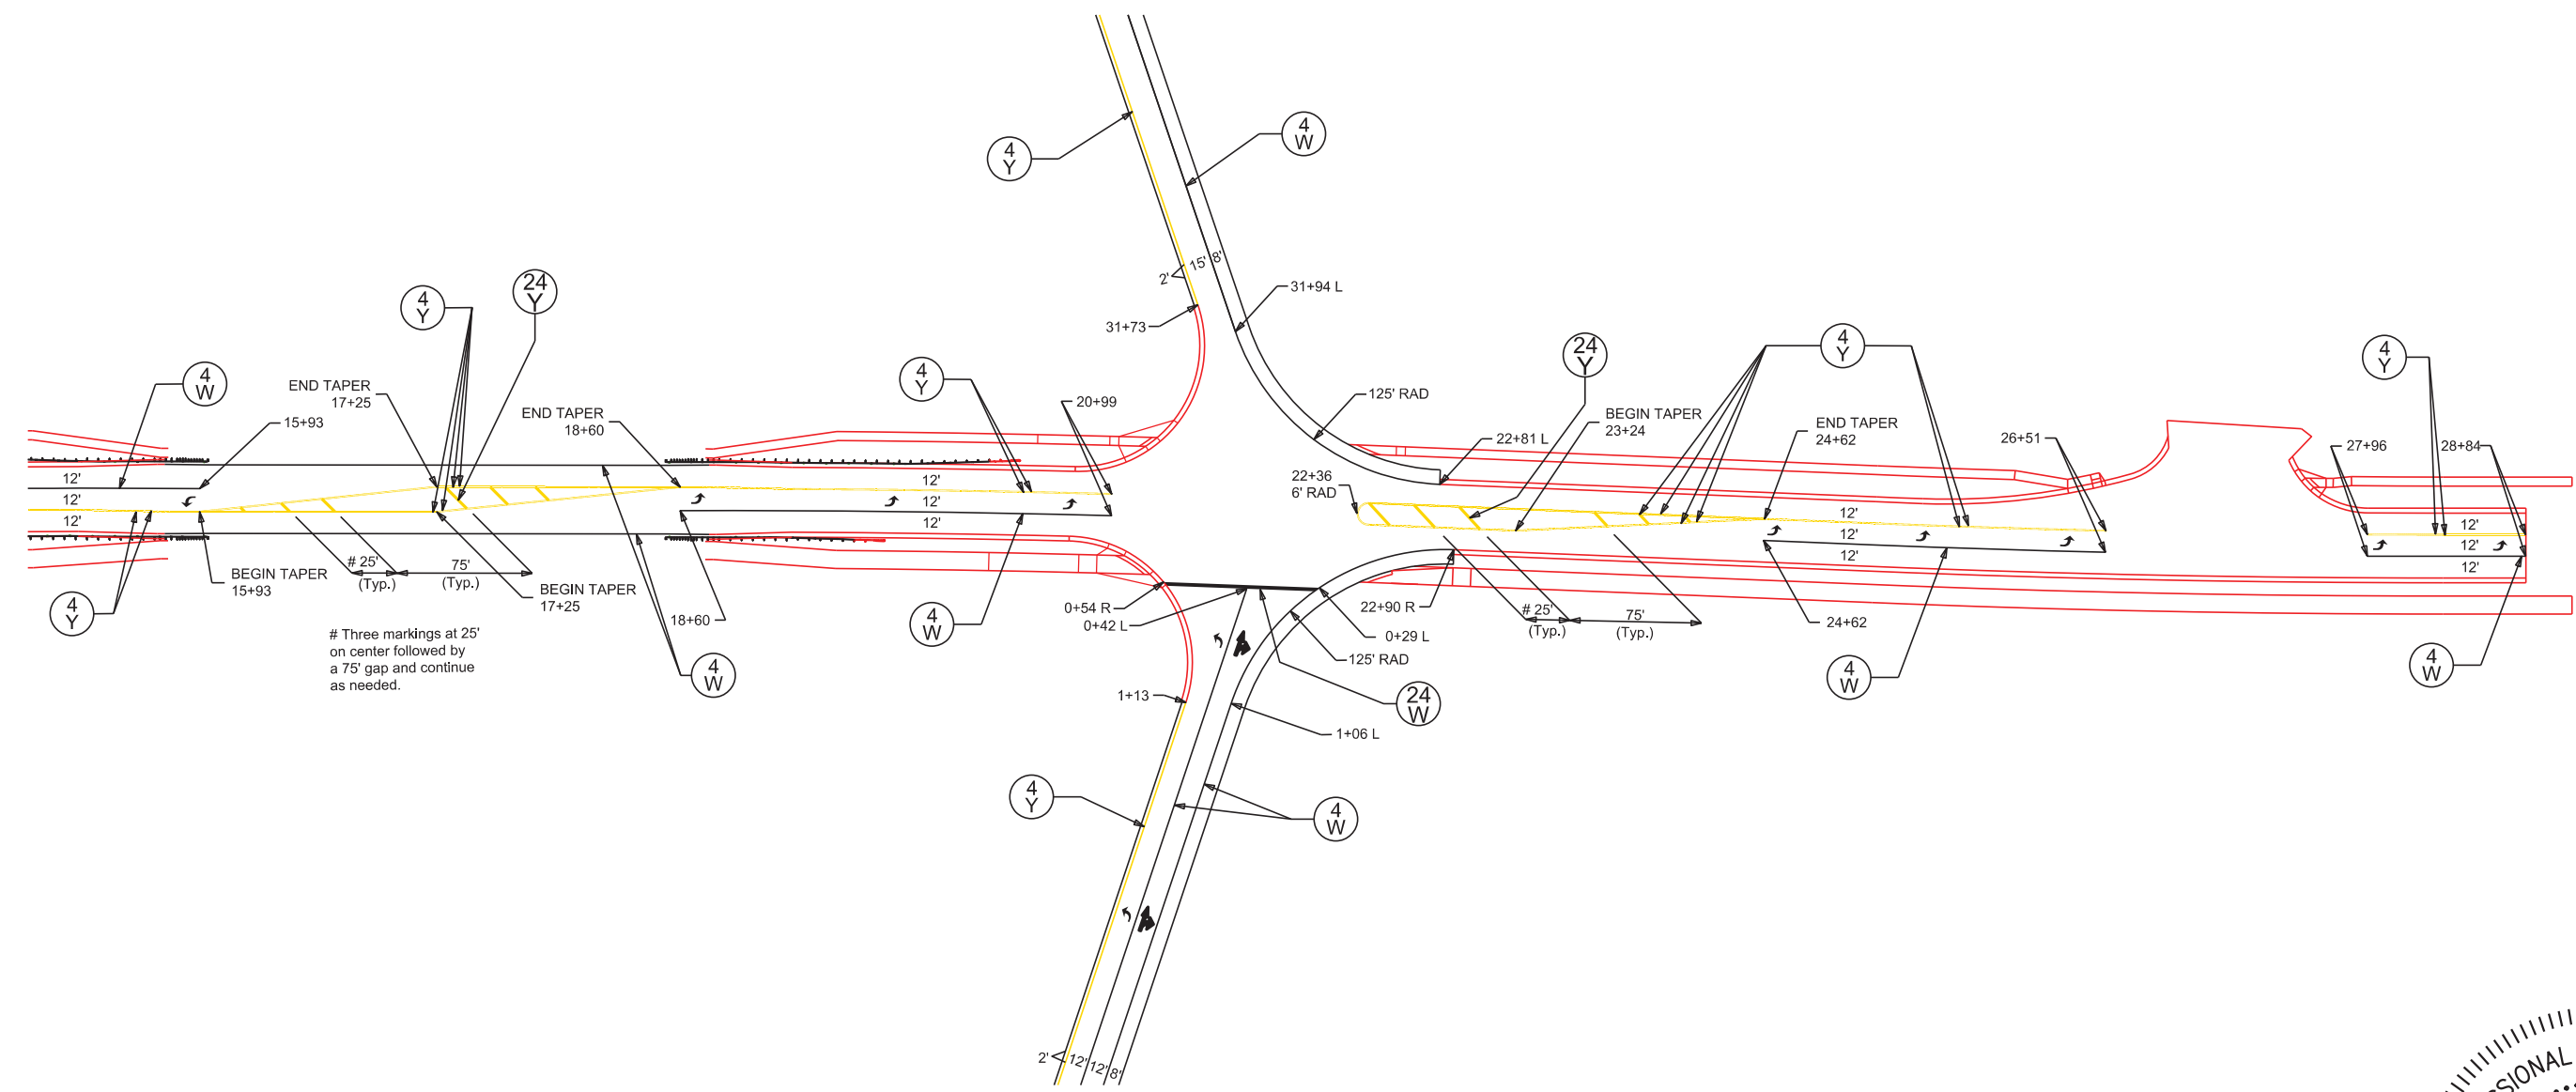 4
W
4
Y
15' 8'
2'
24
Y
4
Y
31+94 L
31+73
24
Y
4
Y
4
Y
4
W
END TAPER
17+25
4
Y
125' RAD
20+99
END TAPER
18+60
15+93
BEGIN TAPER
23+24
END TAPER
24+62
22+81 L
26+51
27+96
28+84
22+36
6' RAD
12'
12'
12'
12'
12'
12'
12'
12'
12'
12'
12'
12'
# 25'
(Typ.)
75'
(Typ.)
BEGIN TAPER
15+93
BEGIN TAPER
17+25
4
Y
18+60
# Three markings at 25'
on center followed by
a 75' gap and continue
as needed.
4
W
4
W
0+54 R
0+42 L
22+90 R
0+29 L
125' RAD
# 25'
(Typ.)
75'
(Typ.)
24+62
4
W
4
W
1+13
24
W
1+06 L
4
Y
4
W
2'
12' 12' 8'